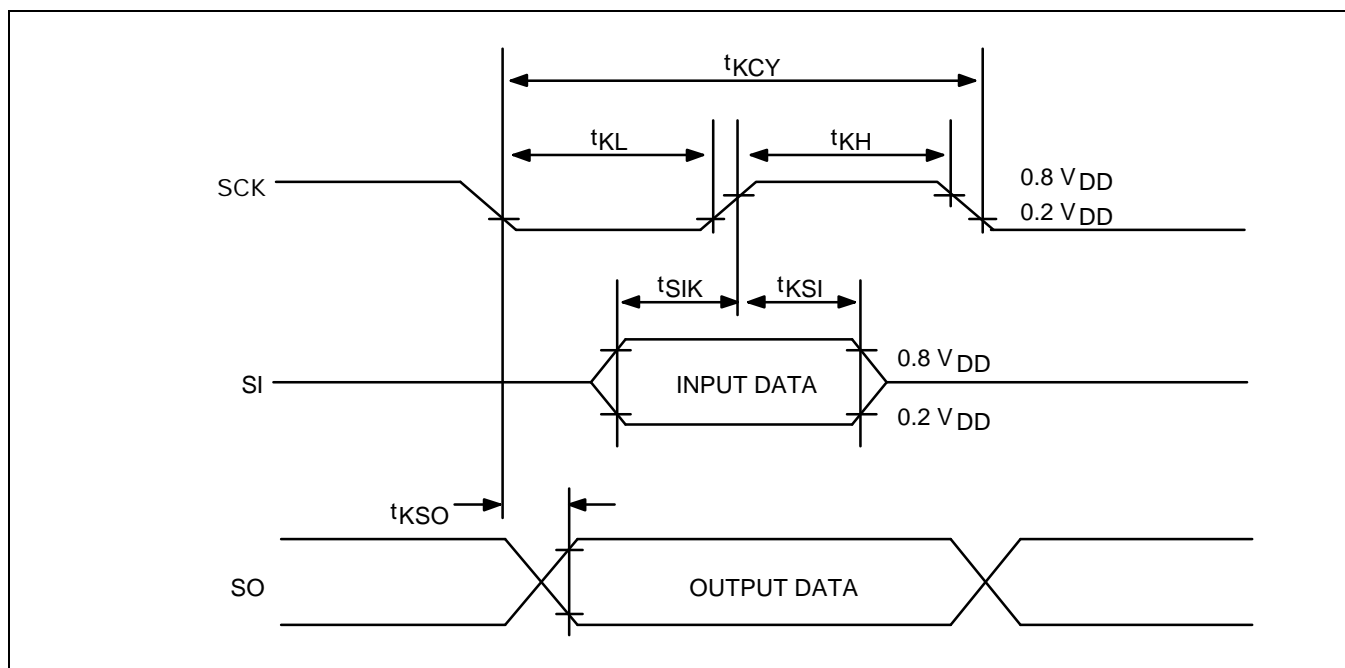 tKCY
tKL
tKH
SCK
0.8 VDD
0.2 VDD
tSIK
tKSI
SI
INPUT DATA
0.8 VDD
0.2 VDD
tKSO
SO
OUTPUT DATA